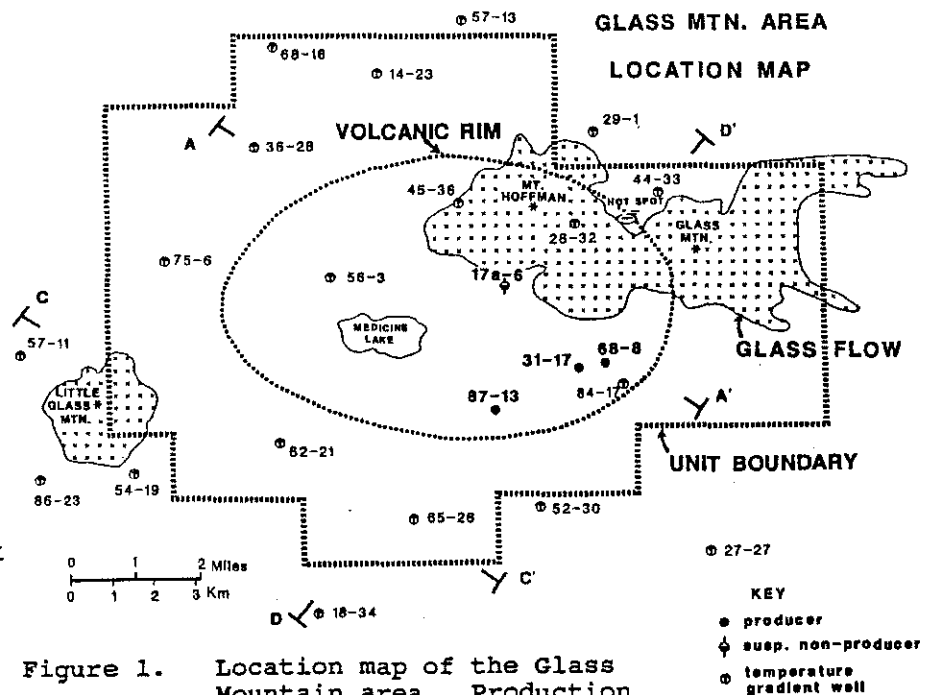 57-13
GLASS MTN. AREA
LOCATION MAP
68-16
14-23
29-1
D'
A
36-28
VOLCANIC RIM
45-36
MT.
HOFFMAN
44-33
HOT SPOT
28-32
GLASS
MTN.
75-6
56-3
17a-6
C
57-11
MEDICINE
LAKE
GLASS FLOW
31-17
68-8
84-17
87-13
A'
LITTLE
GLASS
MTN.
62-21
UNIT BOUNDARY
86-23
54-19
65-26
52-30
27-27
0 1 2 Miles
0 1 2 3 Km
C'
D
18-34
KEY
producer
susp. non-producer
temperature
gradient well
Figure 1. Location map of the Glass
Mountain area. Production